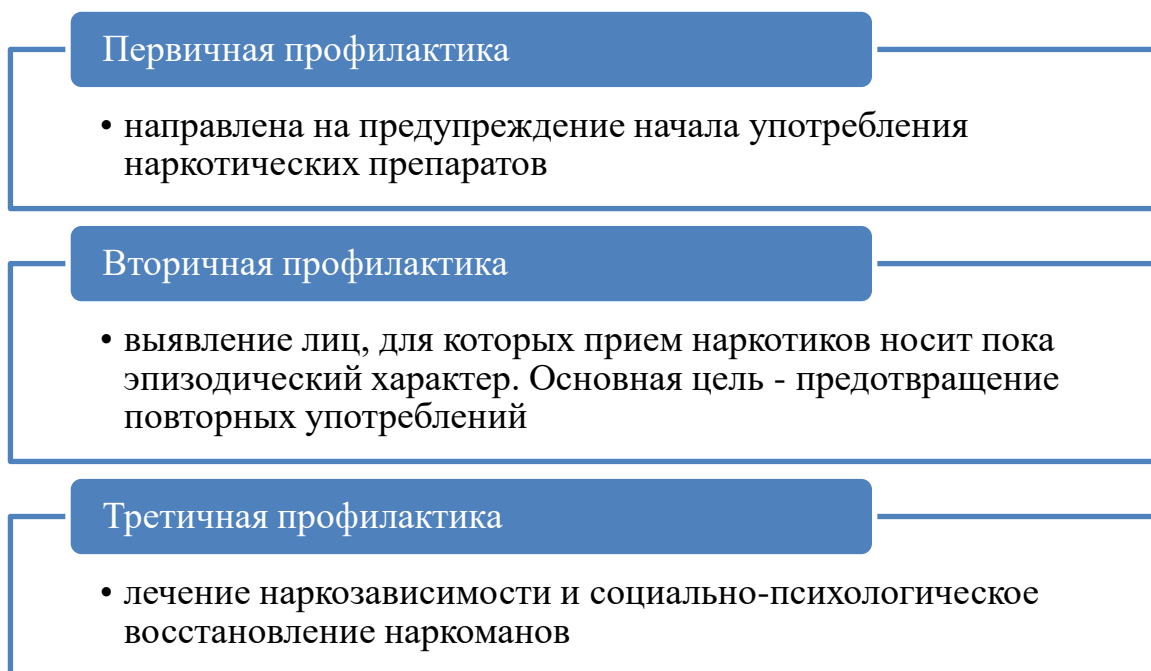 Первичная профилактика
• направлена на предупреждение начала употребления
наркотических препаратов
Вторичная профилактика
• выявление лиц, для которых прием наркотиков носит пока
эпизодический характер. Основная цель - предотвращение
повторных употреблений
Третичная профилактика
• лечение наркозависимости и социально-психологическое
восстановление наркоманов